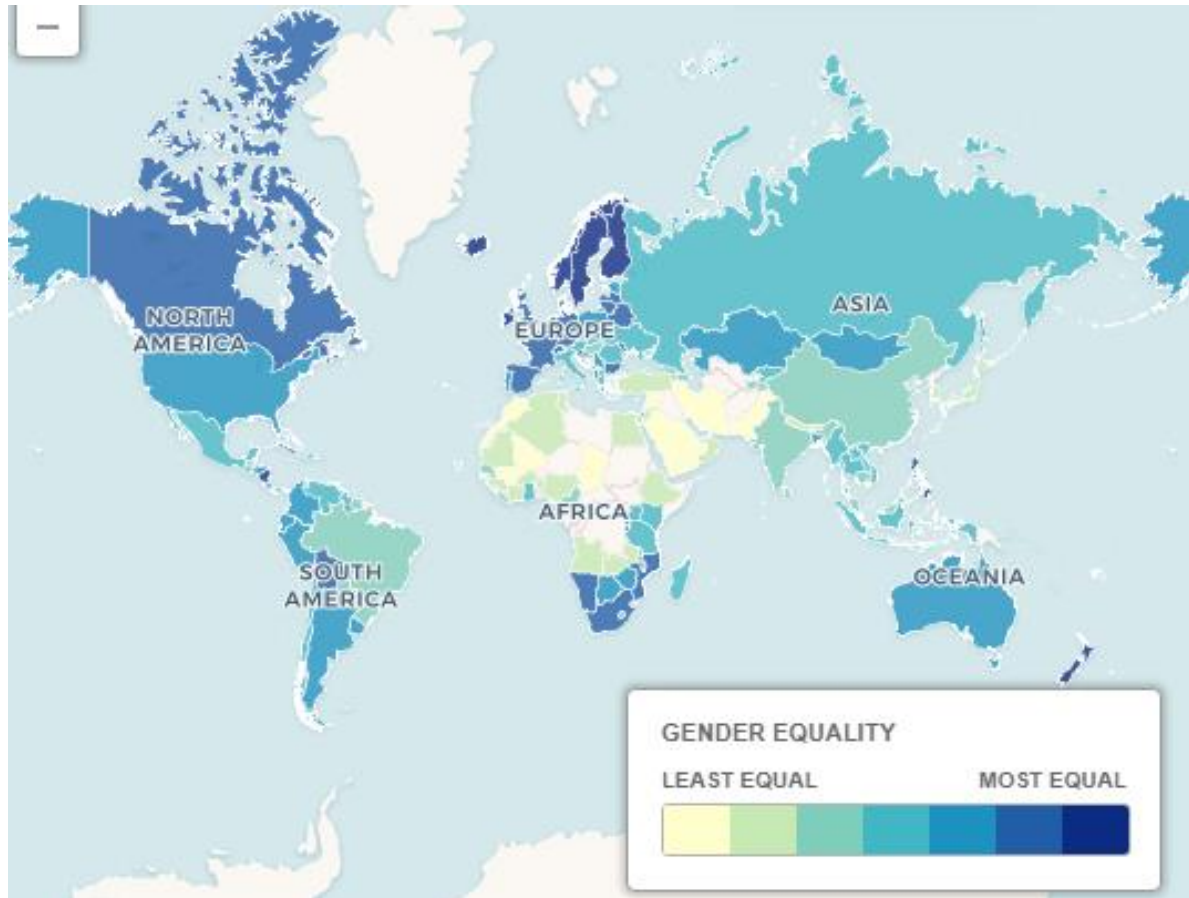 NORTH
AMERICA
EUROPE
ASIA
AFRICA
SOUTH
AMERICA
OCEANIA
GENDER EQUALITY
LEAST EQUAL MOST EQUAL